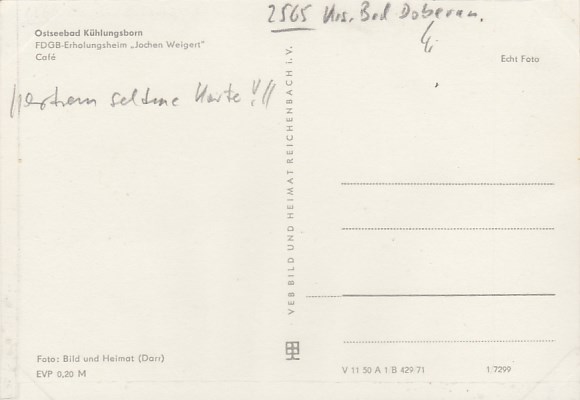 2565 Krs. Bad Doberan.
Ostseebad Kühlungsborn
FDGB-Erholungsheim „Jochen Weigert"
Café
Echt Foto
seltene Karte!!!
VEB BILD UND HEIMAT REICHENBACH i. V.
Foto: Bild und Heimat (Darr)
EVP 0,20 M
V 11 50 A 1 B 429/71
1/7299